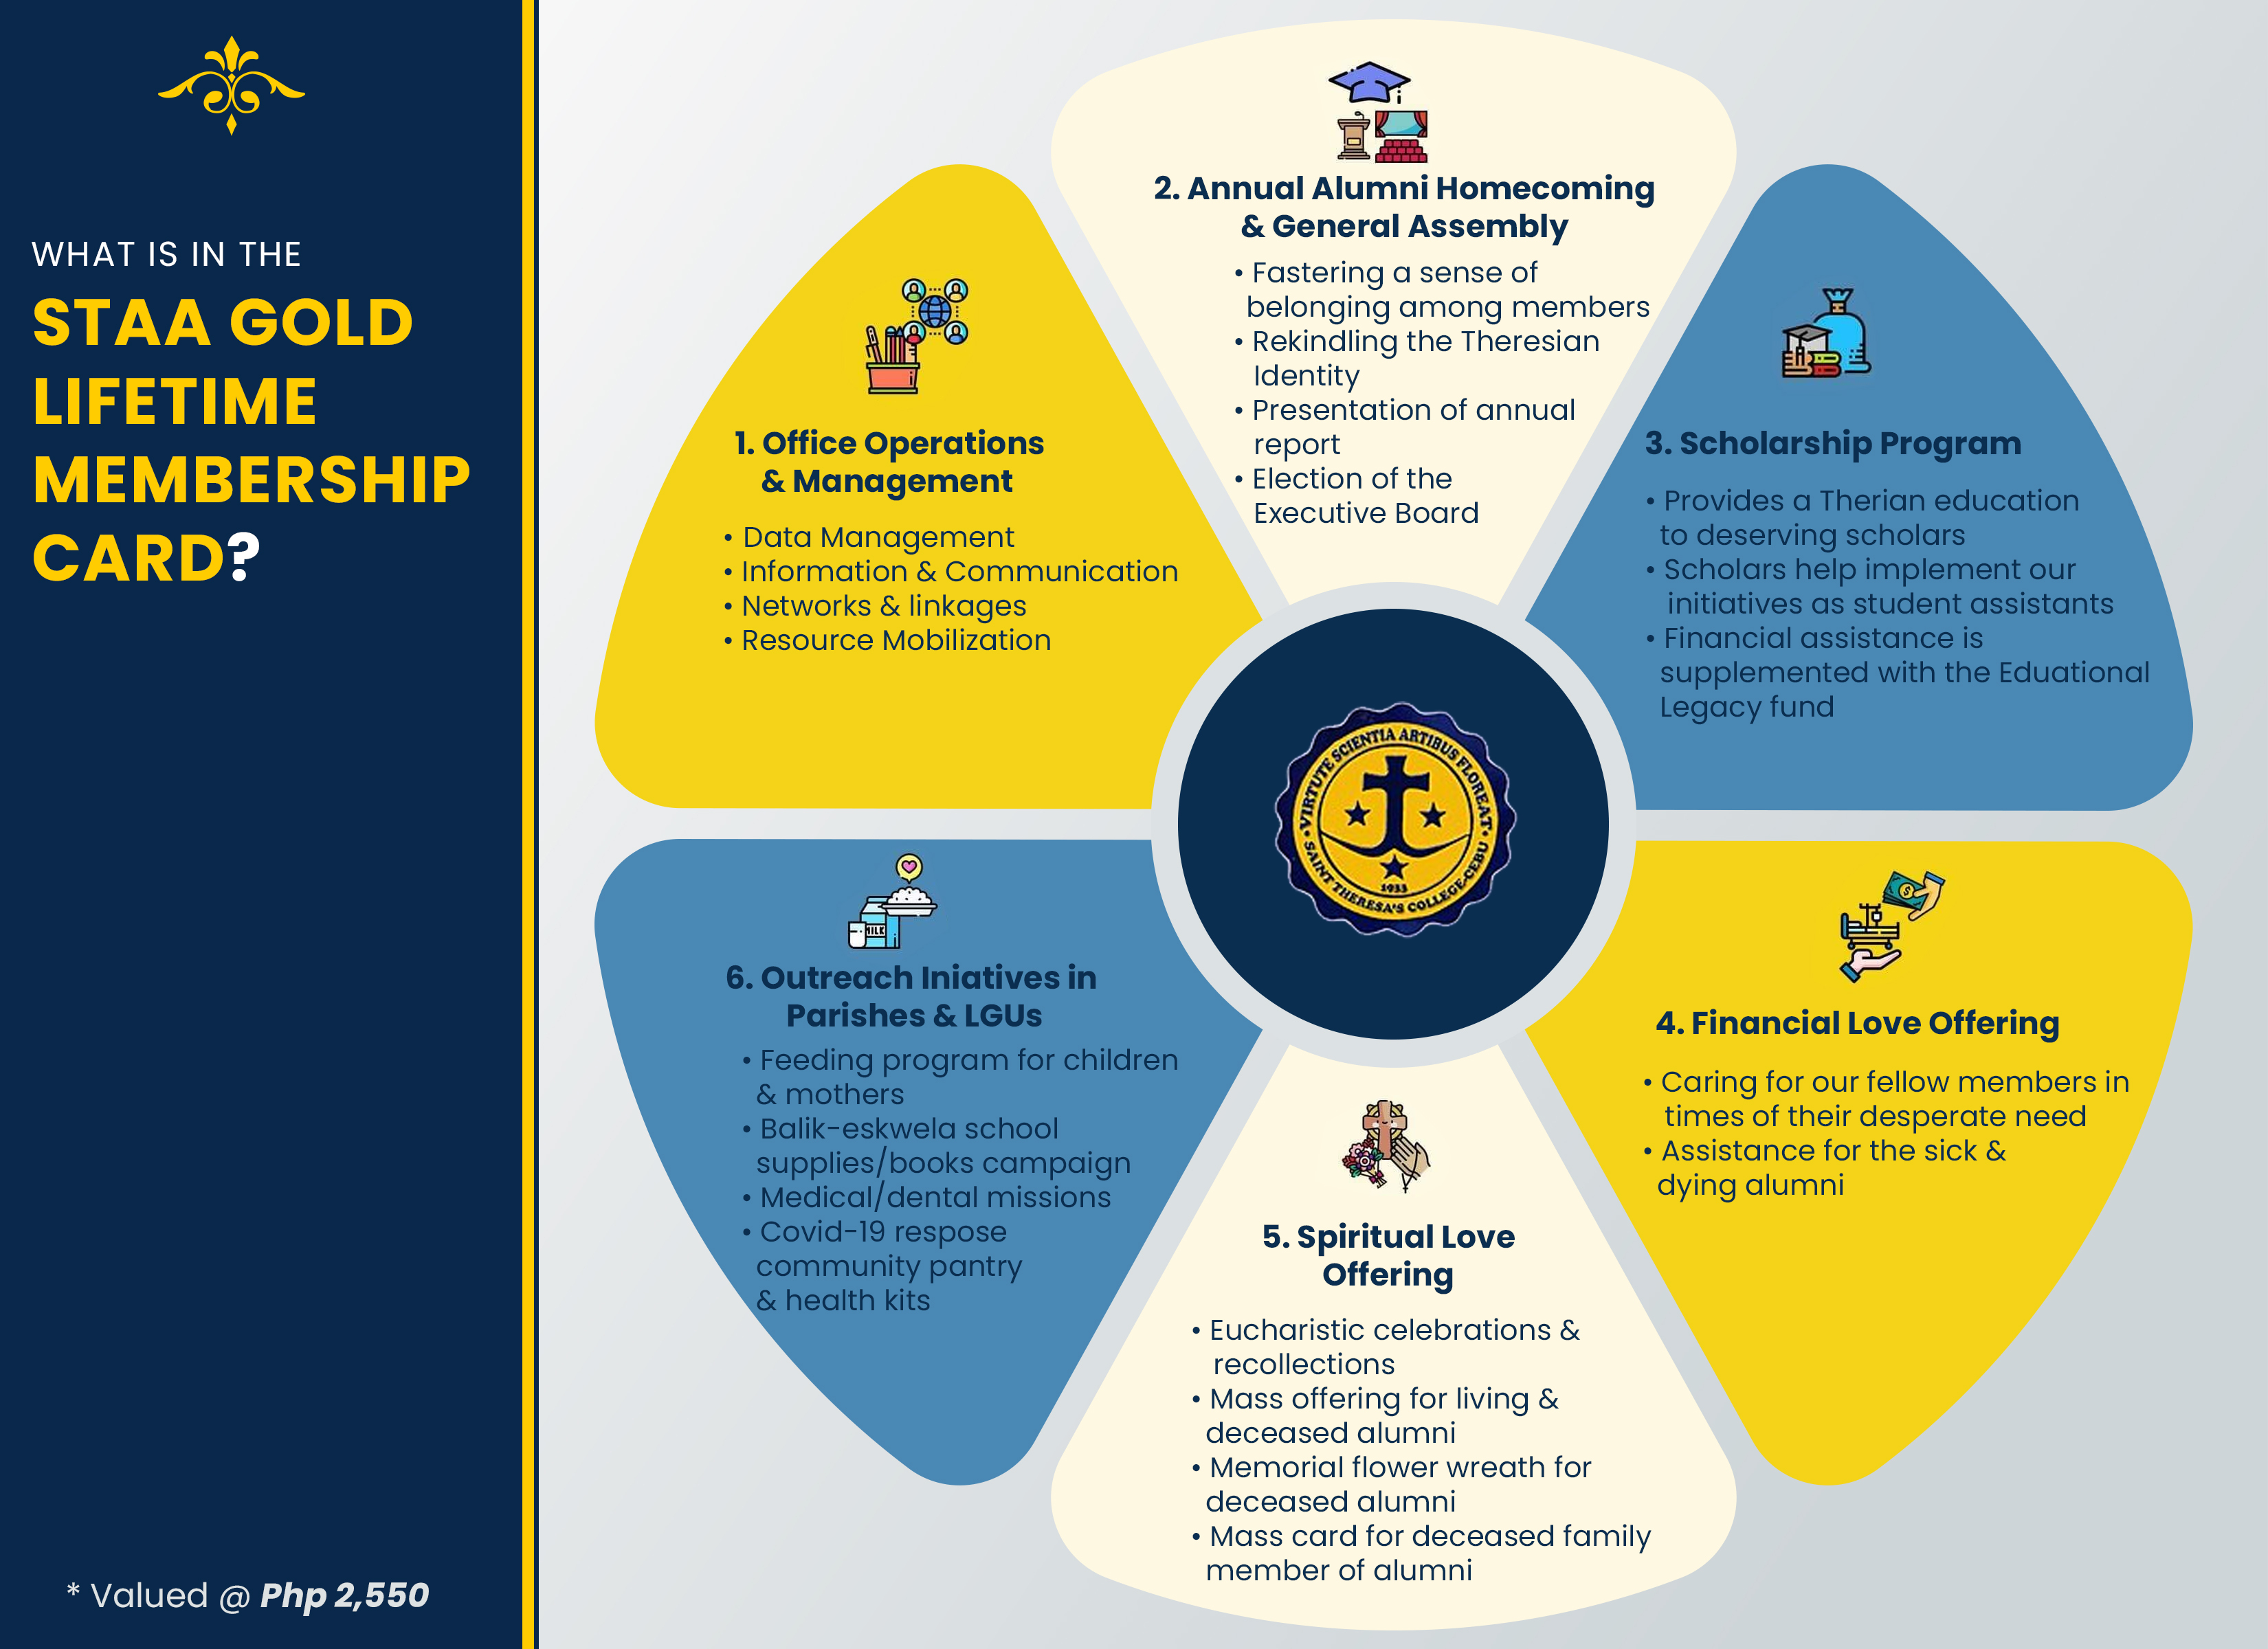 WHAT IS IN THE
STAA GOLD
LIFETIME
MEMBERSHIP
CARD?
* Valued @ Php 2,550
1. Office Operations
& Management
• Data Management
• Information & Communication
• Networks & linkages
• Resource Mobilization
2. Annual Alumni Homecoming
& General Assembly
• Fastering a sense of
belonging among members
• Rekindling the Theresian
Identity
• Presentation of annual
report
• Election of the
Executive Board
3. Scholarship Program
• Provides a Therian education
to deserving scholars
• Scholars help implement our
initiatives as student assistants
• Financial assistance is
supplemented with the Eduational
Legacy fund
4. Financial Love Offering
• Caring for our fellow members in
times of their desperate need
• Assistance for the sick &
dying alumni
5. Spiritual Love
Offering
• Eucharistic celebrations &
recollections
• Mass offering for living &
deceased alumni
• Memorial flower wreath for
deceased alumni
• Mass card for deceased family
member of alumni
MILK
6. Outreach Iniatives in
Parishes & LGUs
• Feeding program for children
& mothers
• Balik-eskwela school
supplies/books campaign
• Medical/dental missions
• Covid-19 respose
community pantry
& health kits
• VIRTUTE SCIENTIA ARTIBUS FLOREAT •
SAINT THERESA'S COLLEGE-CEBU
1933